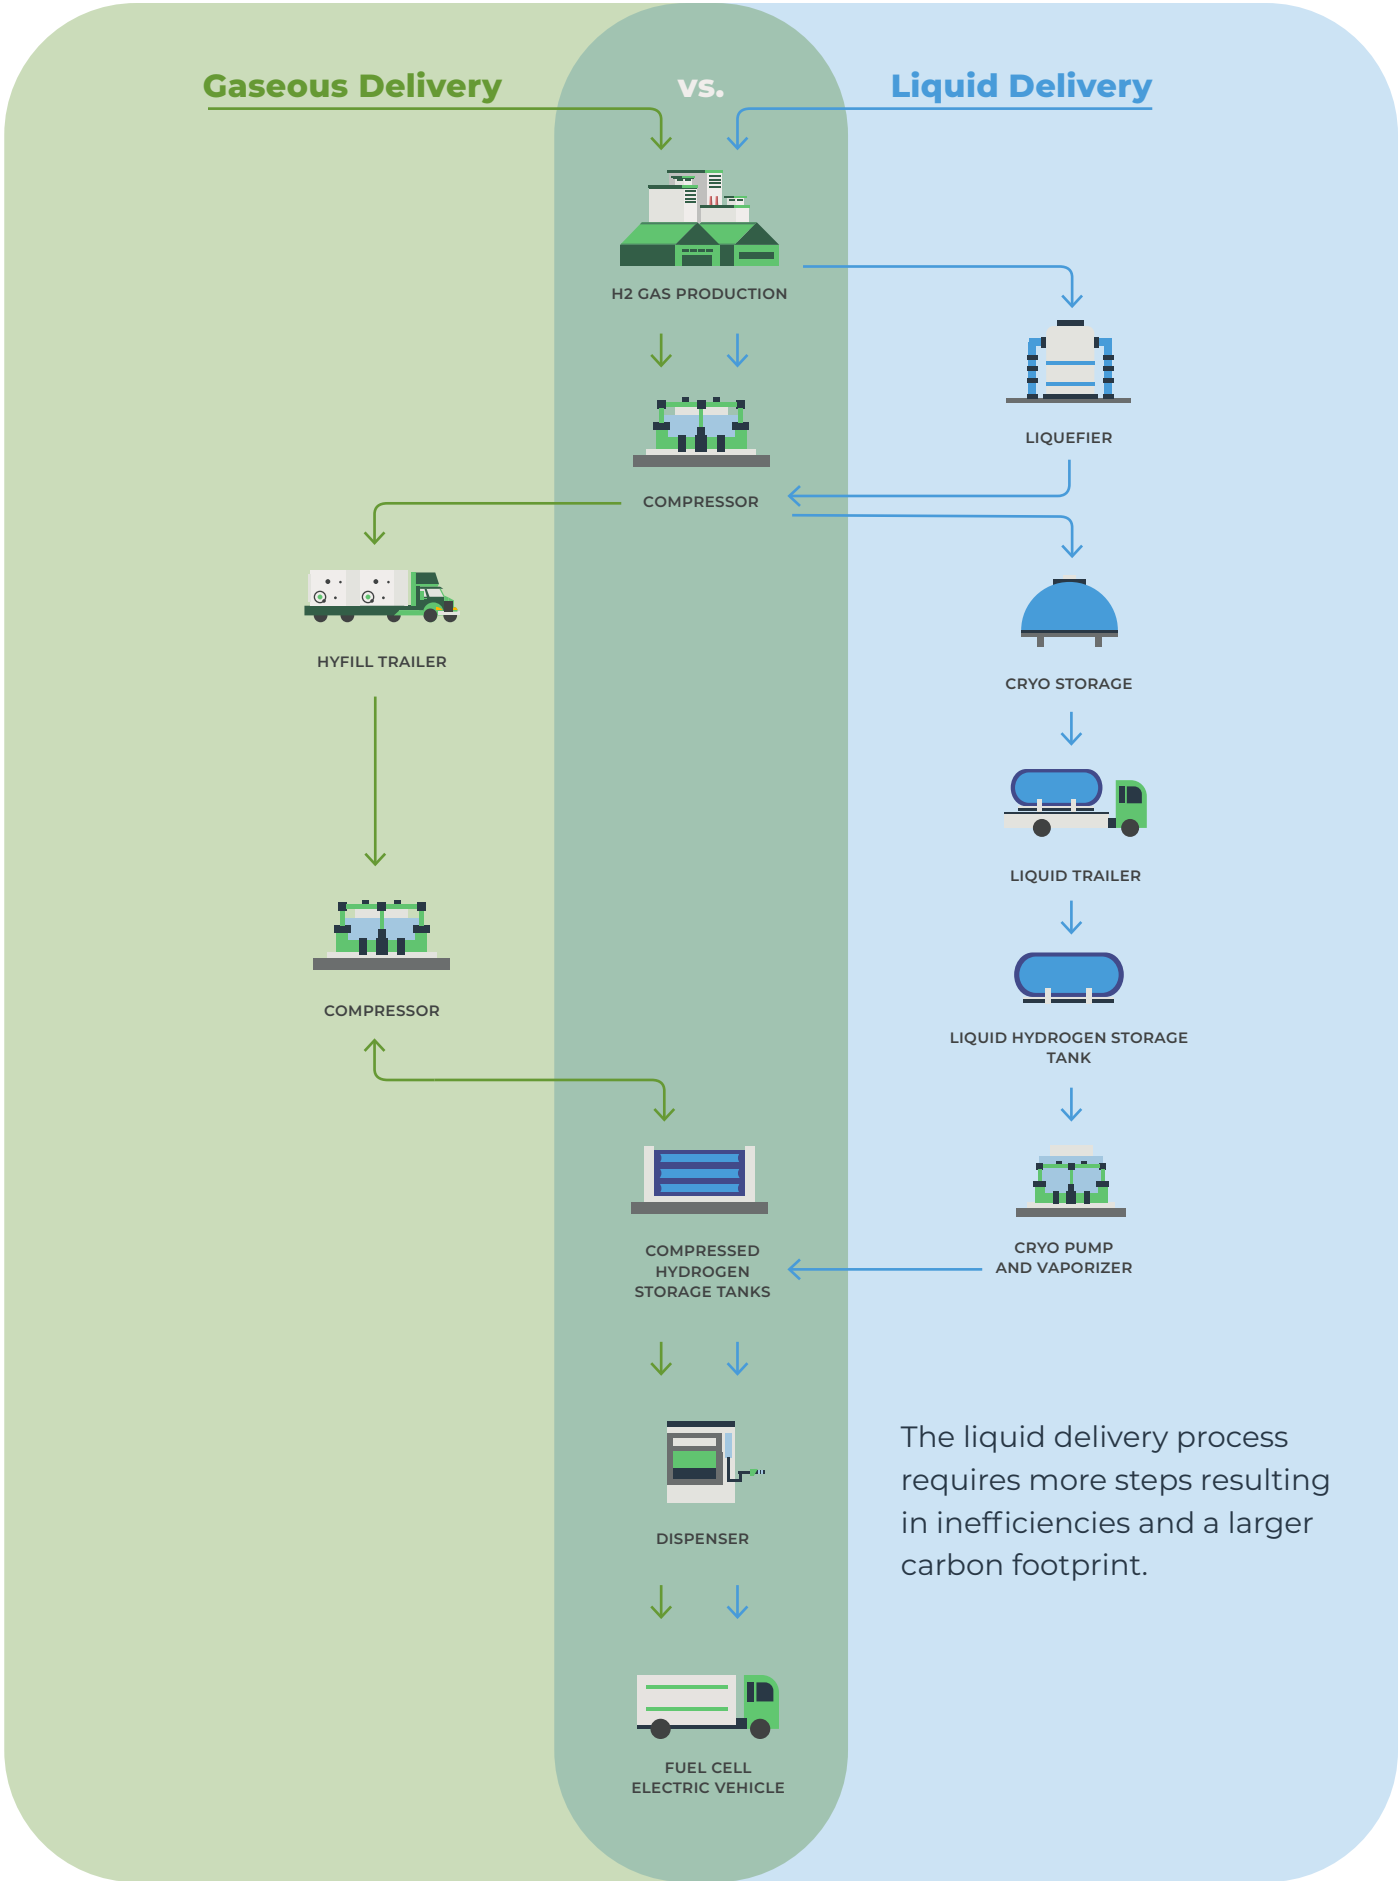 Gaseous Delivery
vs.
Liquid Delivery
H2 GAS PRODUCTION
LIQUEFIER
COMPRESSOR
HYFILL TRAILER
CRYO STORAGE
LIQUID TRAILER
COMPRESSOR
LIQUID HYDROGEN STORAGE
TANK
COMPRESSED
HYDROGEN
STORAGE TANKS
CRYO PUMP
AND VAPORIZER
The liquid delivery process
requires more steps resulting
in inefficiencies and a larger
carbon footprint.
DISPENSER
FUEL CELL
ELECTRIC VEHICLE